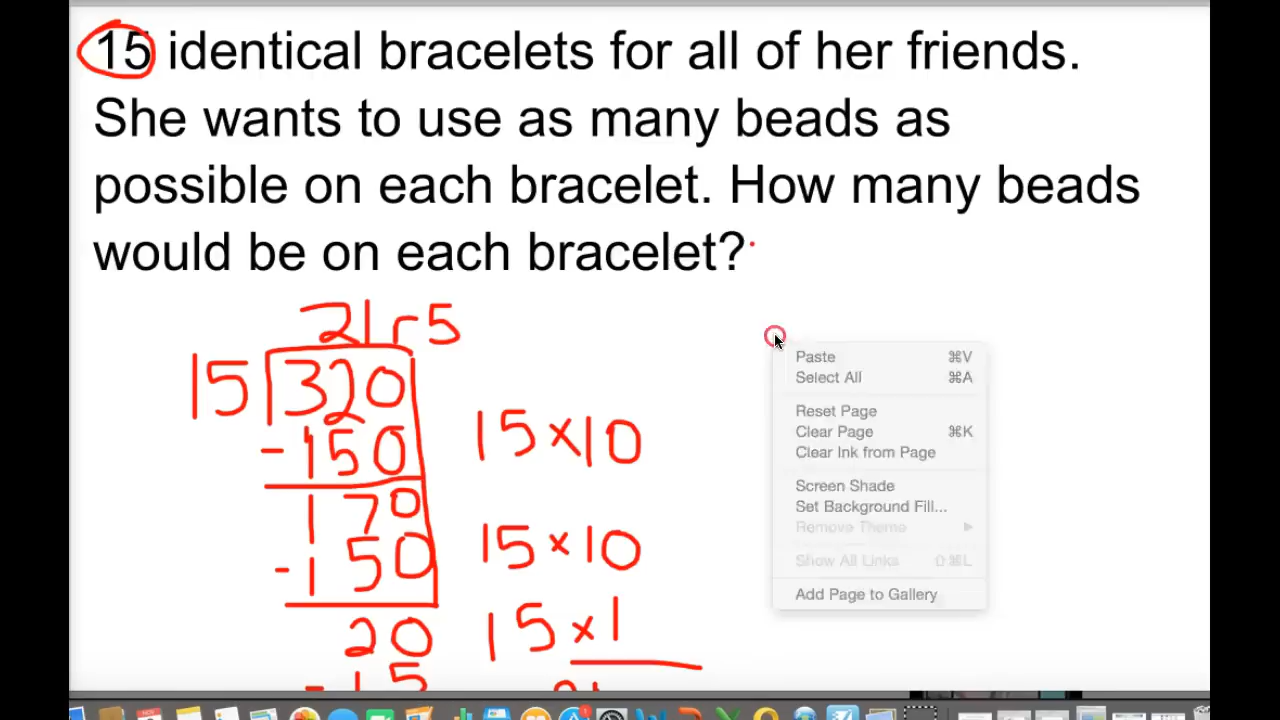 15 identical bracelets for all of her friends.
She wants to use as many beads as
possible on each bracelet. How many beads
would be on each bracelet?
21 r5
15 320
-150 15×10
170
-150 15×10
20 15×1
-15
21
Paste ⌘V
Select All ⌘A
Reset Page
Clear Page ⌘K
Clear Ink from Page
Screen Shade
Set Background Fill...
Remove Theme
Show All Links ⇧⌘L
Add Page to Gallery